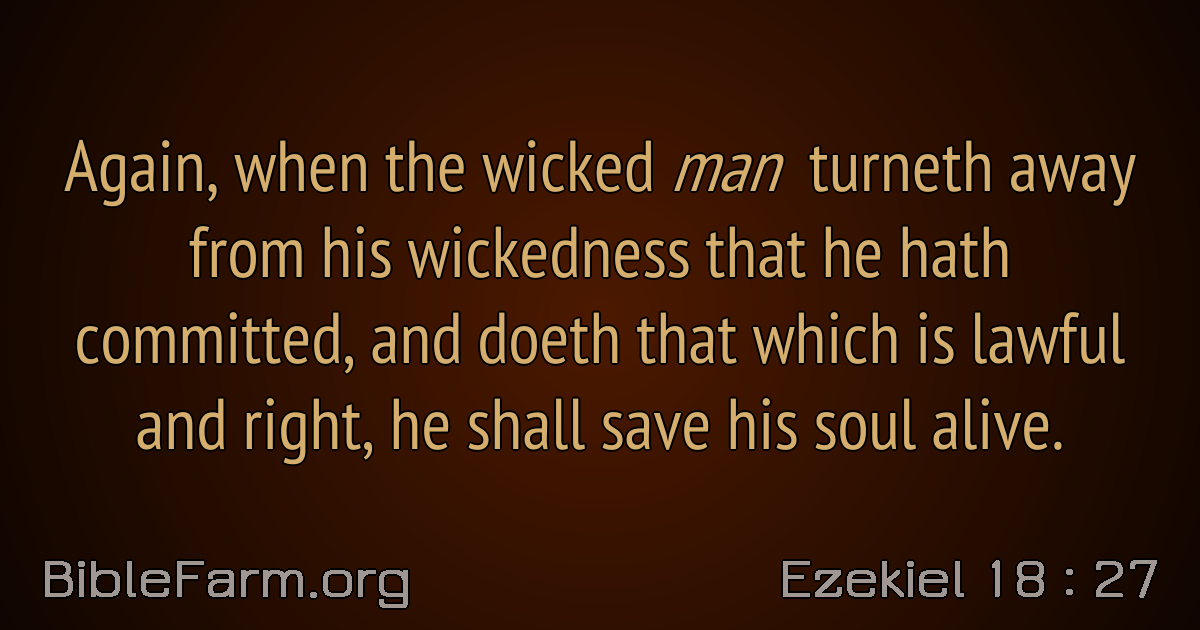 Again, when the wicked man turneth away
from his wickedness that he hath
committed, and doeth that which is lawful
and right, he shall save his soul alive.
BibleFarm.org
Ezekiel 18 : 27